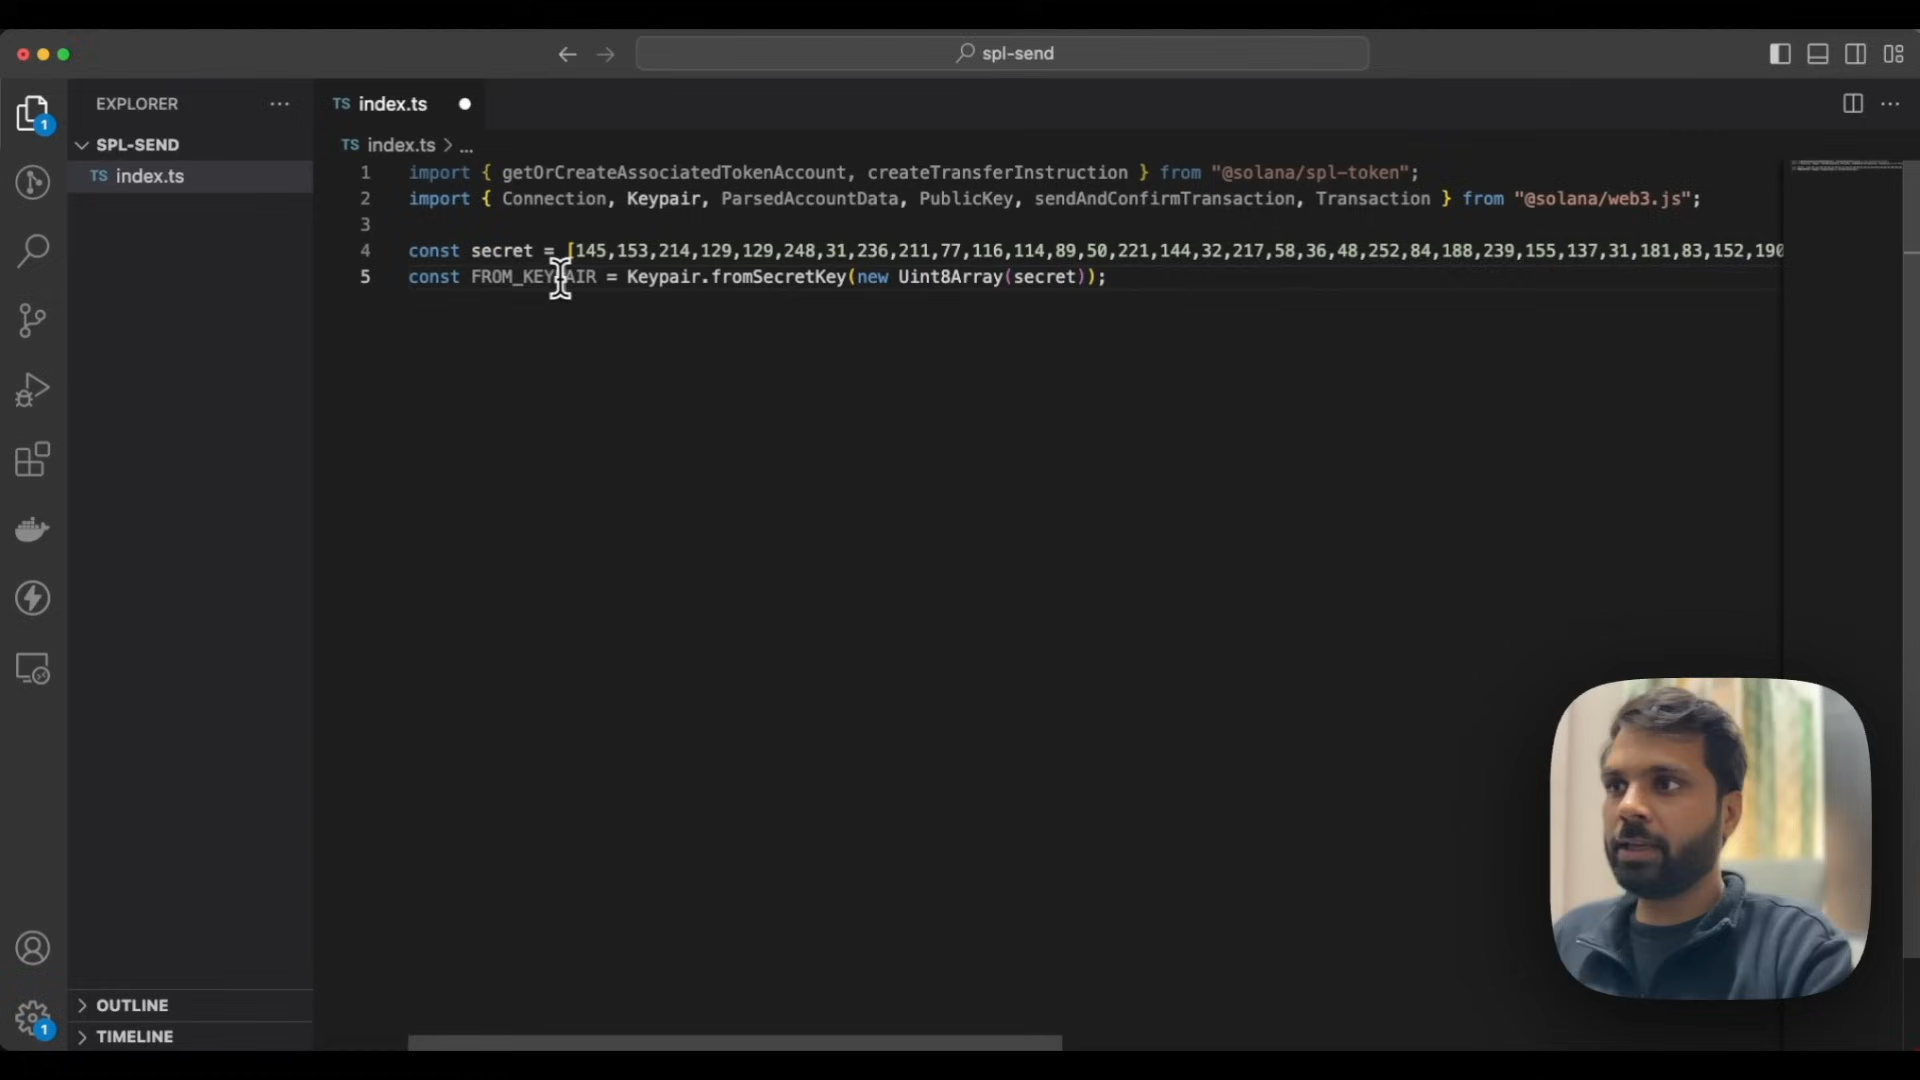 spl-send
EXPLORER
TS index.ts
SPL-SEND
TS index.ts > ...
TS index.ts
1 import { getOrCreateAssociatedTokenAccount, createTransferInstruction } from "@solana/spl-token";
2 import { Connection, Keypair, ParsedAccountData, PublicKey, sendAndConfirmTransaction, Transaction } from "@solana/web3.js";
3
4 const secret = [145,153,214,129,129,248,31,236,211,77,116,114,89,50,221,144,32,217,58,36,48,252,84,188,239,155,137,31,181,83,152,190
5 const FROM_KEYPAIR = Keypair.fromSecretKey(new Uint8Array(secret));
1
OUTLINE
1
TIMELINE